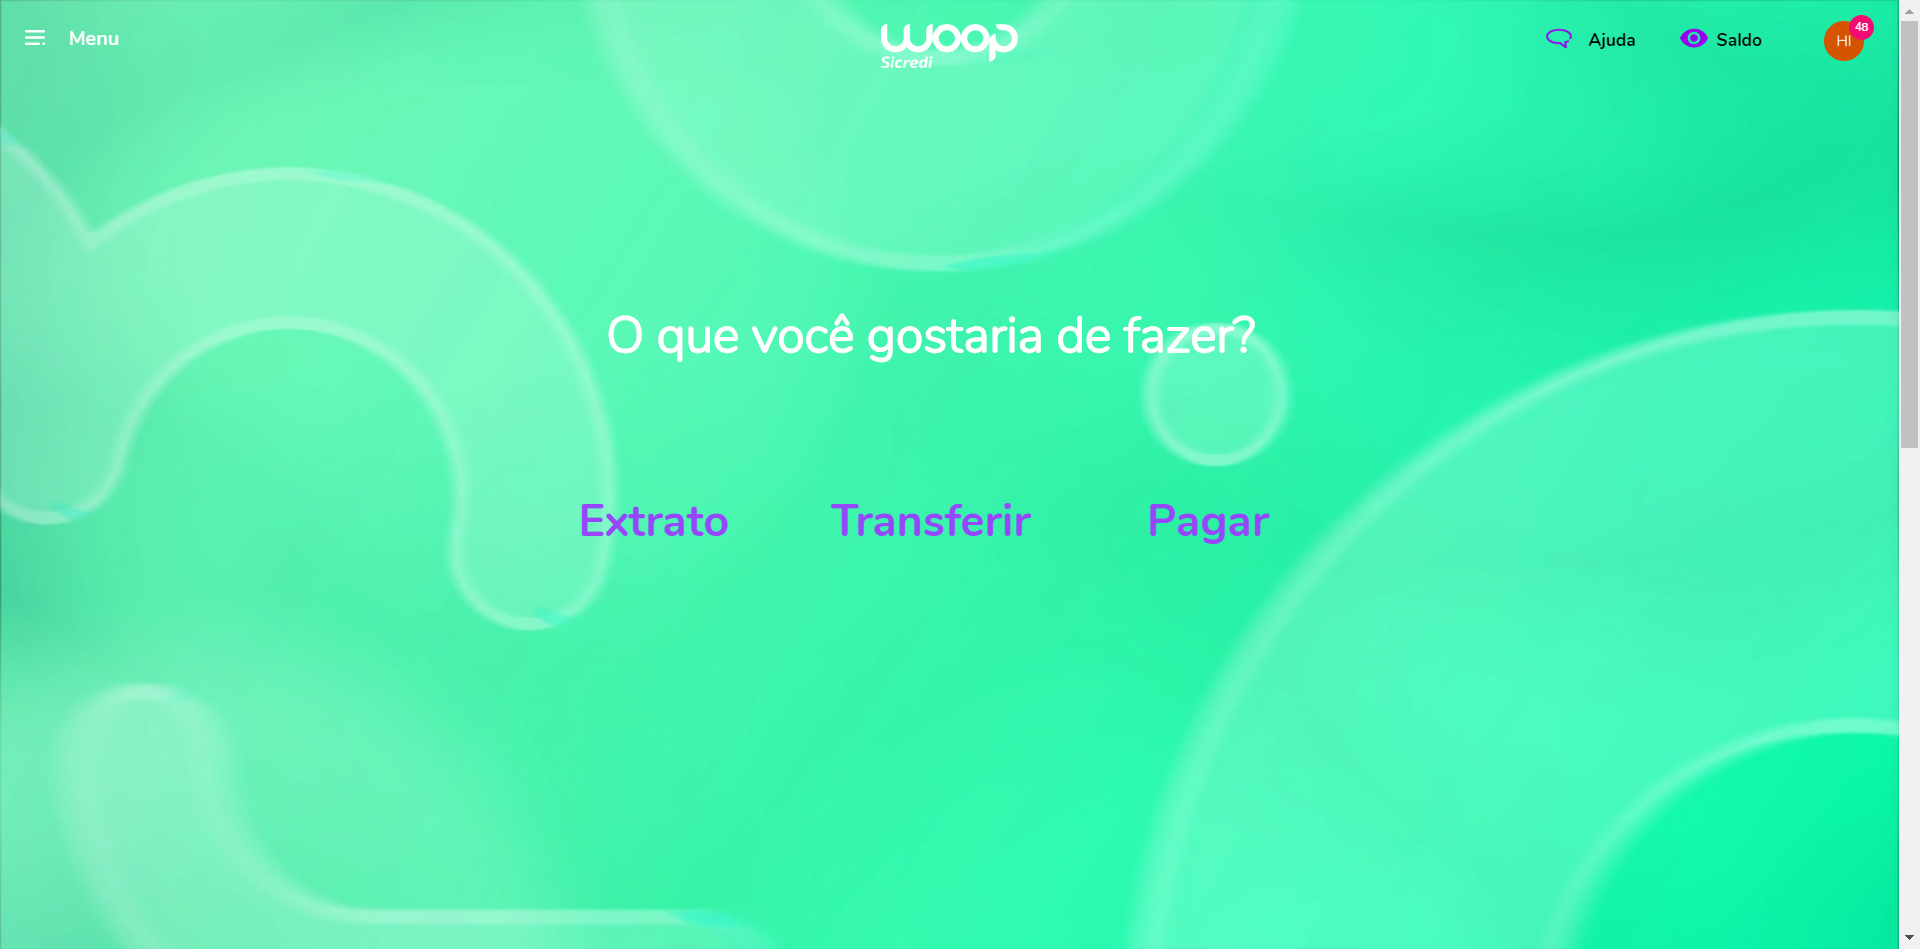 Menu
woop
Sicredi
Ajuda
Saldo
HI
48
O que você gostaria de fazer?
Extrato
Transferir
Pagar